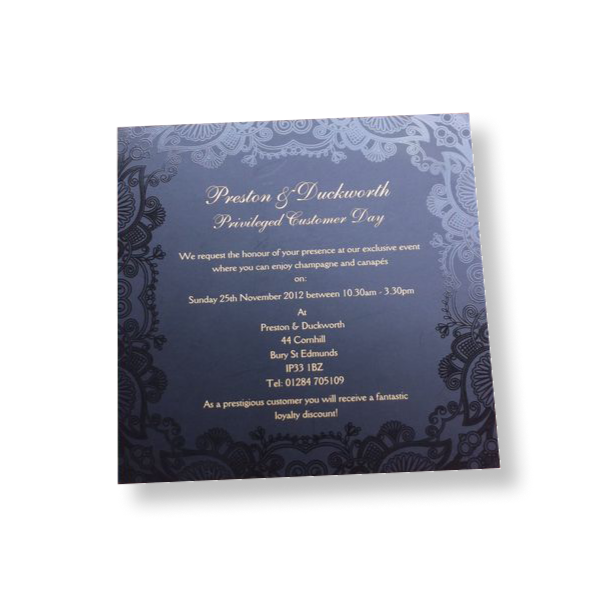 Preston & Duckworth
Privileged Customer Day
We request the honour of your presence at our exclusive event
where you can enjoy champagne and canapés
on:
Sunday 25th November 2012 between 10.30am - 3.30pm
At
Preston & Duckworth
44 Cornhill
Bury St Edmunds
IP33 1BZ
Tel: 01284 705109
As a prestigious customer you will receive a fantastic
loyalty discount!